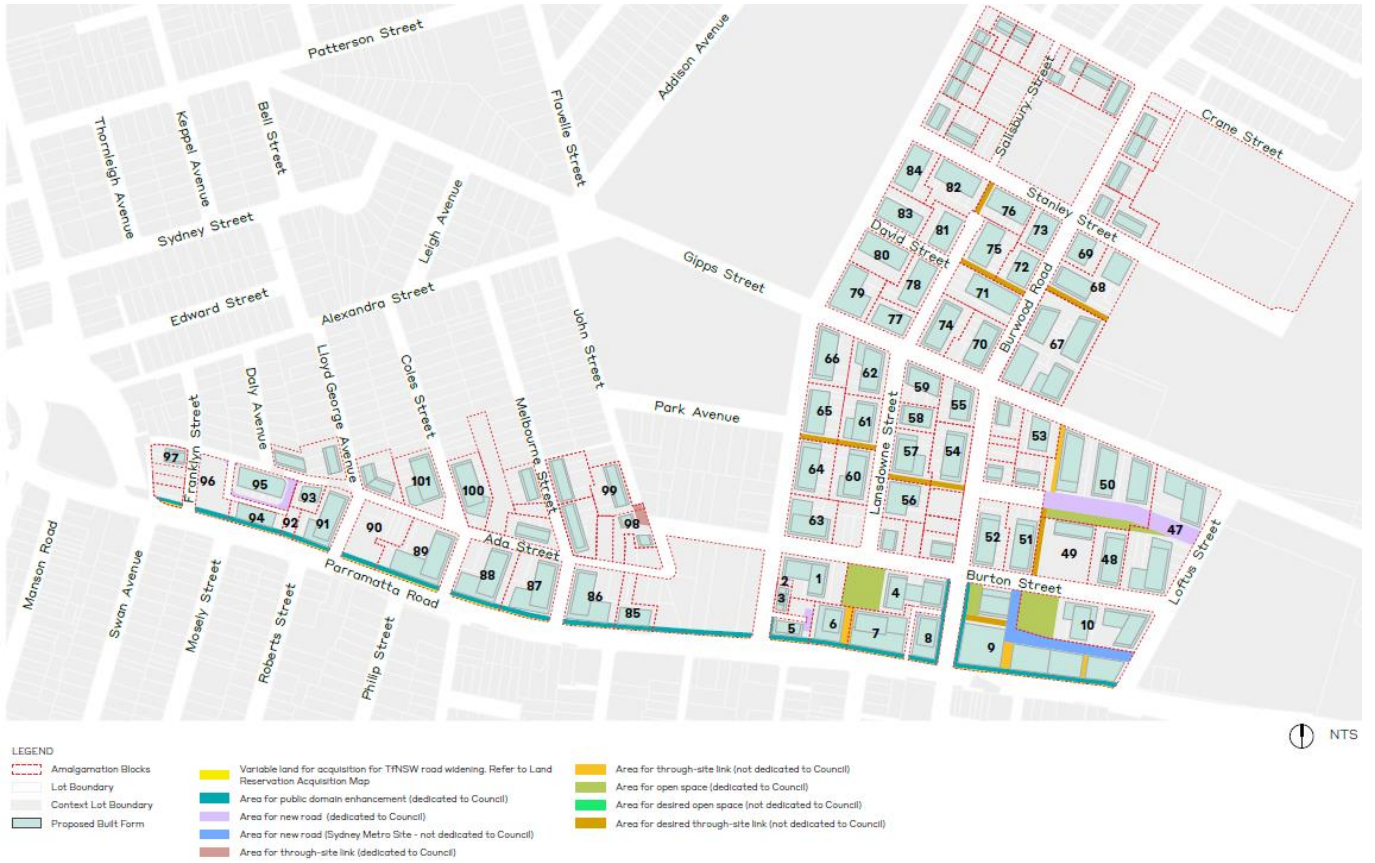 Patterson Street
Addison Avenue
Flavelle Street
Bell Street
Keppel Avenue
Thornleigh Avenue
Sydney Street
Leigh Avenue
Edward Street
Alexandra Street
Gipps Street
Salisbury Street
Crane Street
Stanley Street
David Street
Burwood Road
John Street
Park Avenue
Lansdowne Street
Lloyd George Avenue
Daly Avenue
Coles Street
Melbourne Street
Franklyn Street
Ada Street
Parramatta Road
Burton Street
Loftus Street
Manson Road
Swan Avenue
Mosely Street
Roberts Street
Philip Street
84
82
83
81
76
73
75
72
80
79
78
77
71
74
70
69
68
67
66
62
65
61
64
60
63
59
58
55
57
54
56
53
50
47
52
51
49
48
1
2
3
4
5
6
7
8
9
10
97
96
95
94
93
92
91
90
89
101
100
99
98
88
87
86
85
NTS
LEGEND
Amalgamation Blocks
Lot Boundary
Context Lot Boundary
Proposed Built Form
Variable land for acquisition for TfNSW road widening. Refer to Land
Reservation Acquisition Map
Area for public domain enhancement (dedicated to Council)
Area for new road (dedicated to Council)
Area for new road (Sydney Metro Site - not dedicated to Council)
Area for through-site link (dedicated to Council)
Area for through-site link (not dedicated to Council)
Area for open space (dedicated to Council)
Area for desired open space (not dedicated to Council)
Area for desired through-site link (not dedicated to Council)